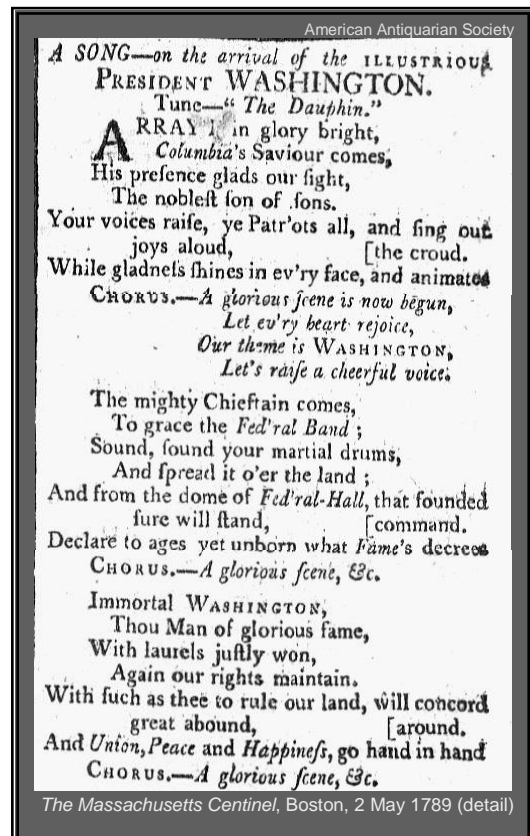 American Antiquarian Society
A SONG—on the arrival of the ILLUSTRIOUS
PRESIDENT WASHINGTON.
Tune—“ The Dauphin.”
ARRAY in glory bright,
Columbia's Saviour comes,
His preſence glads our ſight,
The nobleſt ſon of ſons.
Your voices raiſe, ye Patr'ots all, and ſing out
joys aloud, [the croud.
While gladneſs ſhines in ev'ry face, and animates
CHORUS.—A glorious ſcene is now begun,
Let ev'ry heart rejoice,
Our theme is WASHINGTON,
Let's raiſe a cheerful voice.
The mighty Chieftain comes,
To grace the Fed'ral Band ;
Sound, ſound your martial drums,
And ſpread it o'er the land ;
And from the dome of Fed'ral-Hall, that founded
ſure will ſtand, [command.
Declare to ages yet unborn what Fame's decrees
CHORUS.—A glorious ſcene, &c.
Immortal WASHINGTON,
Thou Man of glorious fame,
With laurels juſtly won,
Again our rights maintain.
With ſuch as thee to rule our land, will concord
great abound, [around.
And Union, Peace and Happineſs, go hand in hand
CHORUS.—A glorious ſcene, &c.
The Massachusetts Centinel, Boston, 2 May 1789 (detail)